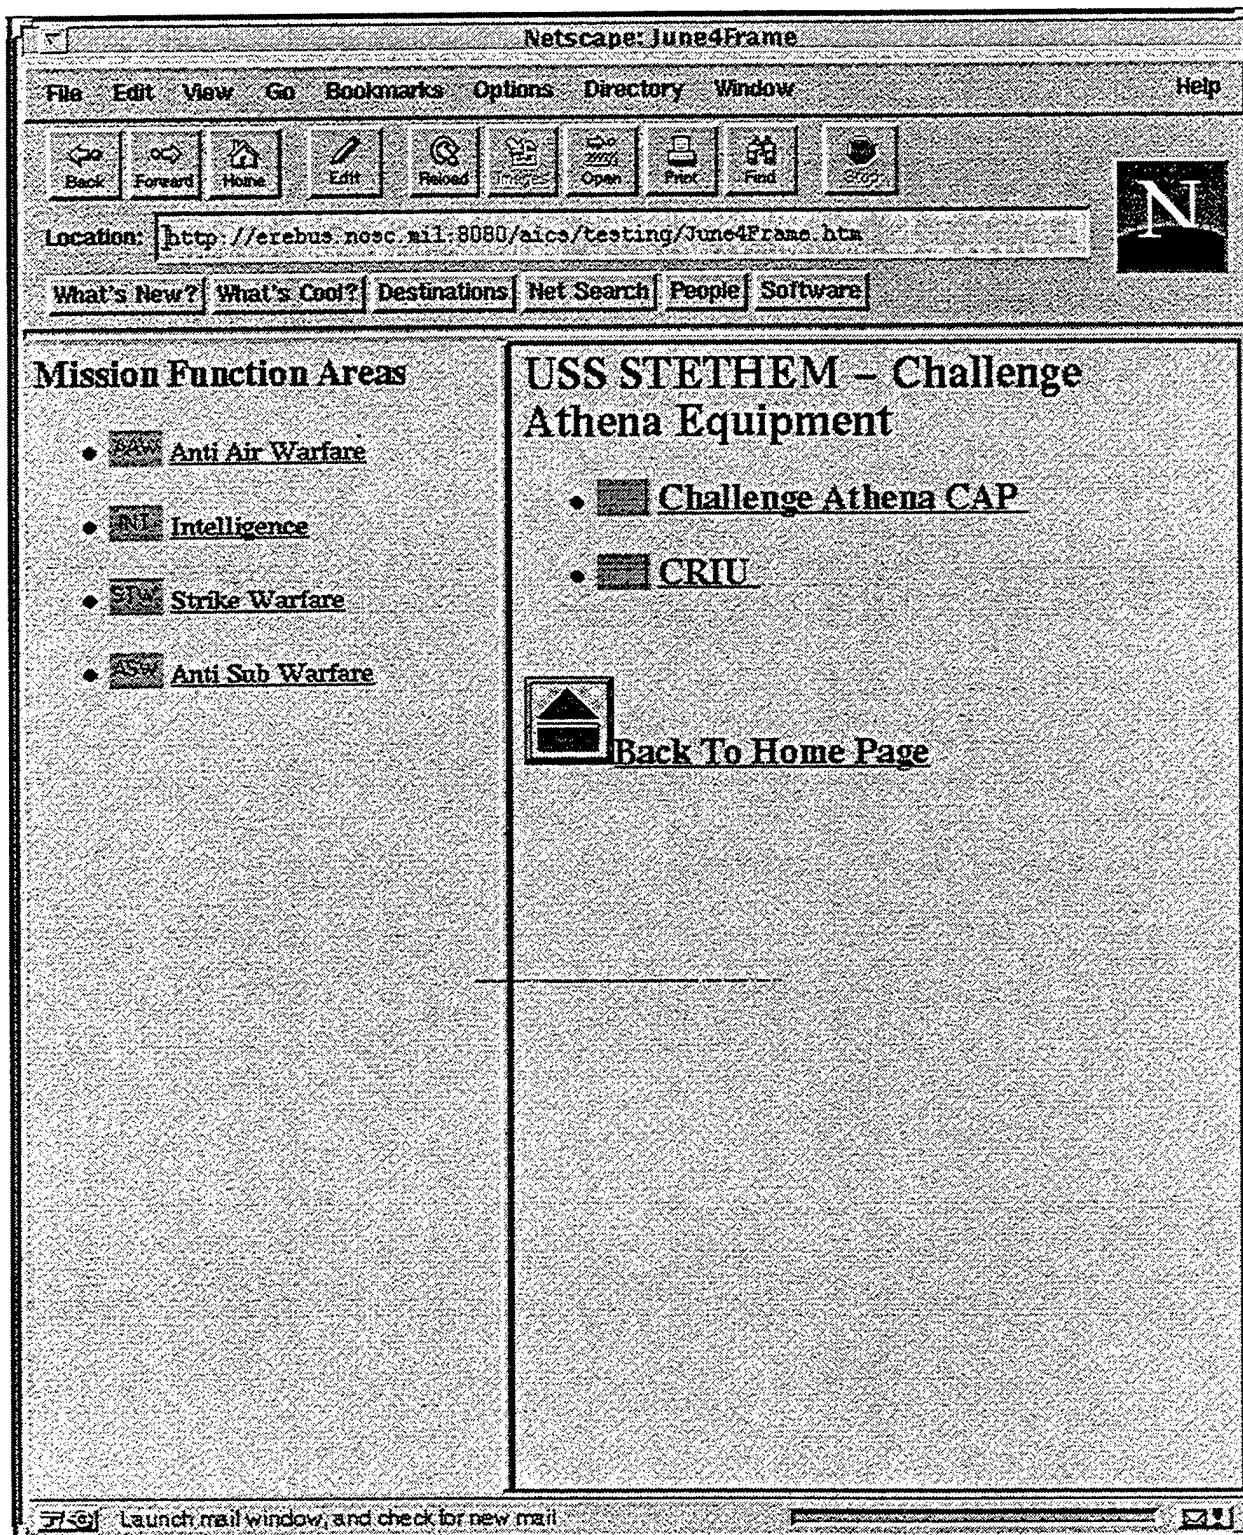 Netscape: June4Frame
File Edit View Go Bookmarks Options Directory Window Help
Back Forward Home Edit Reload Images Open Print Find Stop
N
Location: http://erebus.nosc.mil:8080/aics/testing/June4Frame.htm
What's New? What's Cool? Destinations Net Search People Software
Mission Function Areas
AAW Anti Air Warfare
INT Intelligence
STW Strike Warfare
ASW Anti Sub Warfare
USS STETHEM – Challenge
Athena Equipment
Challenge Athena CAP
CRIU
Back To Home Page
Launch mail window, and check for new mail